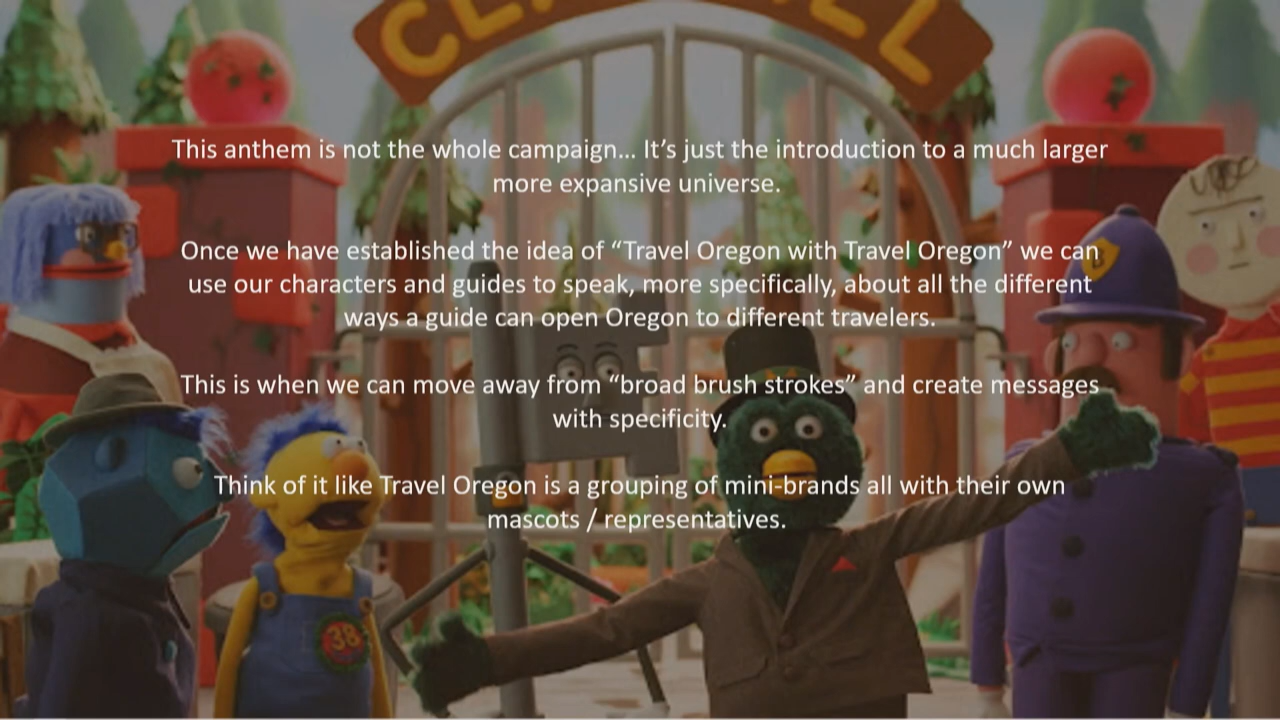 CL
EL
This anthem is not the whole campaign... It's just the introduction to a much larger
more expansive universe.
Once we have established the idea of “Travel Oregon with Travel Oregon” we can
use our characters and guides to speak, more specifically, about all the different
ways a guide can open Oregon to different travelers.
This is when we can move away from “broad brush strokes” and create messages
with specificity.
Think of it like Travel Oregon is a grouping of mini-brands all with their own
mascots / representatives.
38